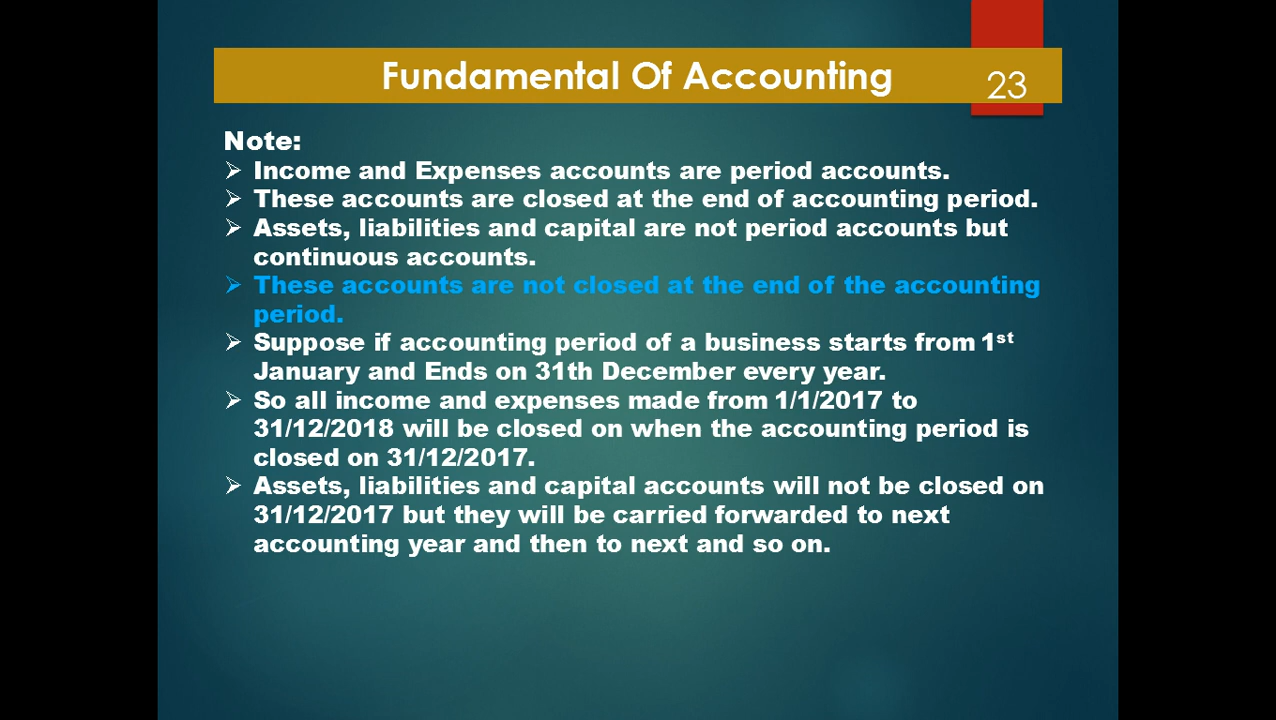 Fundamental Of Accounting
23
Note:
➢ Income and Expenses accounts are period accounts.
➢ These accounts are closed at the end of accounting period.
➢ Assets, liabilities and capital are not period accounts but
continuous accounts.
➢ These accounts are not closed at the end of the accounting
period.
➢ Suppose if accounting period of a business starts from 1st
January and Ends on 31th December every year.
➢ So all income and expenses made from 1/1/2017 to
31/12/2018 will be closed on when the accounting period is
closed on 31/12/2017.
➢ Assets, liabilities and capital accounts will not be closed on
31/12/2017 but they will be carried forwarded to next
accounting year and then to next and so on.